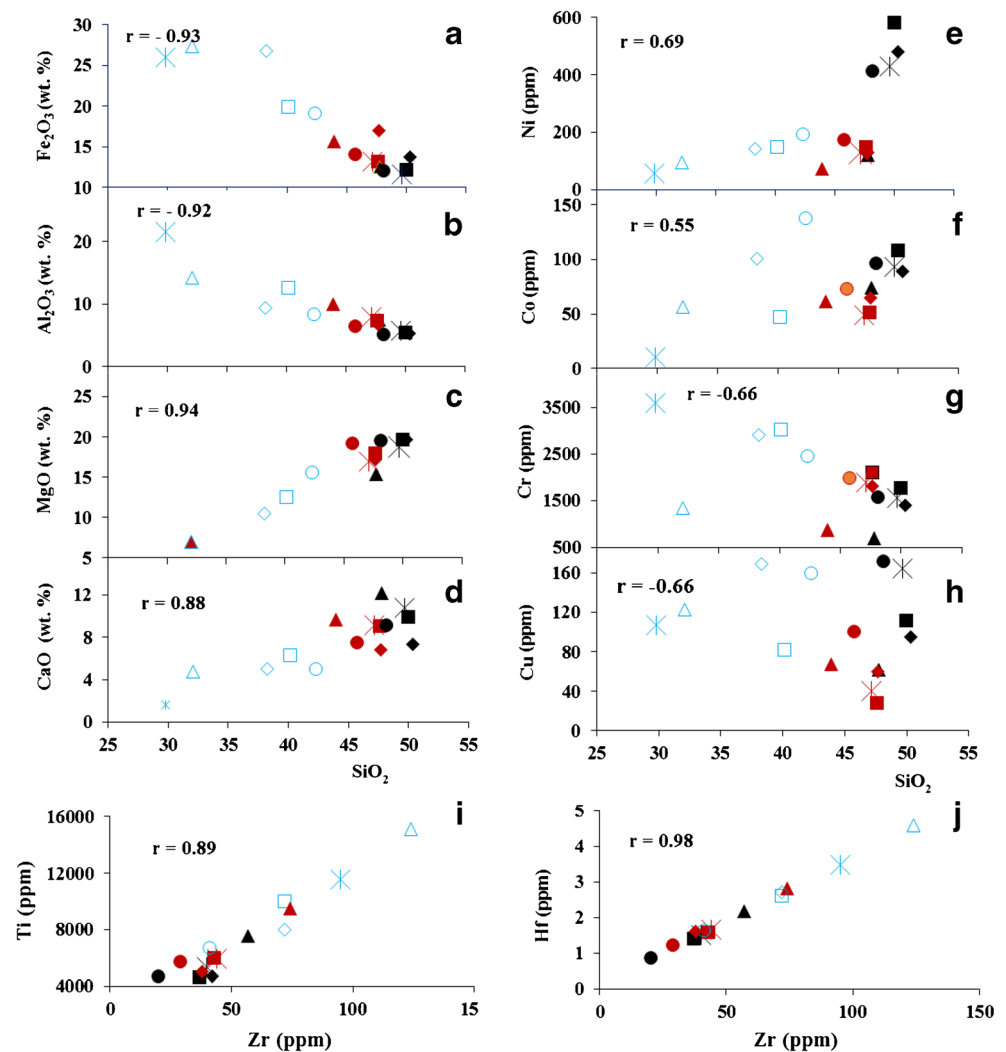 a
r = - 0.93
Fe₂O₃ (wt. %)
30
25
20
15
10
b
r = - 0.92
Al₂O₃ (wt. %)
20
10
0
c
r = 0.94
MgO (wt. %)
25
20
15
10
5
d
r = 0.88
CaO (wt. %)
12
8
4
0
25 30 35 40 45 50 55
SiO₂
e
r = 0.69
Ni (ppm)
600
400
200
0
f
r = 0.55
Co (ppm)
150
100
50
0
g
r = -0.66
Cr (ppm)
3500
2500
1500
500
h
r = -0.66
Cu (ppm)
160
120
80
40
0
25 30 35 40 45 50 55
SiO₂
i
r = 0.89
Ti (ppm)
16000
12000
8000
4000
0 50 100 150
Zr (ppm)
j
r = 0.98
Hf (ppm)
5
4
3
2
1
0
0 50 100 150
Zr (ppm)